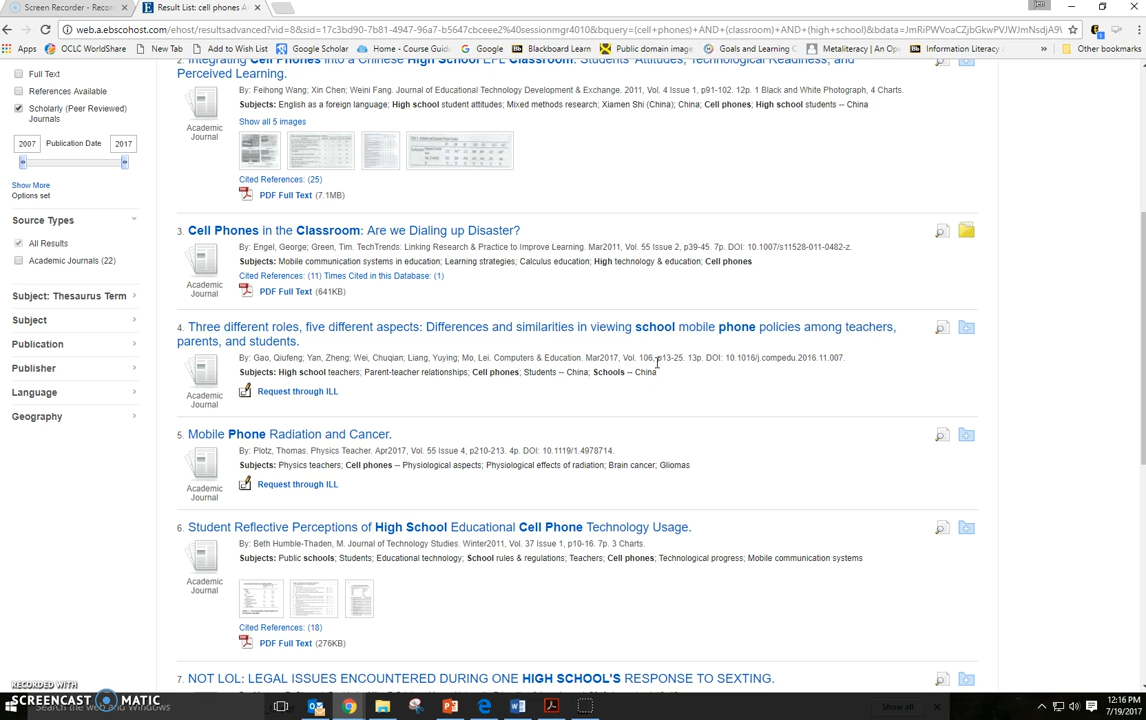 Screen Recorder - Record
Result List: cell phones A
jen
web.a.ebscohost.com/ehost/resultsadvanced?vid=8&sid=17c3bd90-7b81-4947-96a7-b5647cbceee2%40sessionmgr4010&bquery=(cell+phones)+AND+(classroom)+AND+(high+school)&bdata=JmRiPWVoaCZjbGkwPVJWJmNsdjA9W
Apps OCLC WorldShare New Tab Add to Wish List Google Scholar Home - Course Guid Google Blackboard Learn Public domain image Goals and Learning C Metaliteracy | An Op Information Literacy » Other bookmarks
Full Text
References Available
Scholarly (Peer Reviewed) Journals
2007 Publication Date 2017
Show More
Options set
Source Types
All Results
Academic Journals (22)
Subject: Thesaurus Term
Subject
Publication
Publisher
Language
Geography
2. Integrating Cell Phones into a Chinese High School EFL Classroom: Students' Attitudes, Technological Readiness, and
Perceived Learning.
By: Feihong Wang; Xin Chen; Weini Fang. Journal of Educational Technology Development & Exchange. 2011, Vol. 4 Issue 1, p91-102. 12p. 1 Black and White Photograph, 4 Charts.
Subjects: English as a foreign language; High school student attitudes; Mixed methods research; Xiamen Shi (China); China; Cell phones; High school students -- China
Academic Journal
Show all 5 images
Cited References: (25)
PDF Full Text (7.1MB)
3. Cell Phones in the Classroom: Are we Dialing up Disaster?
By: Engel, George; Green, Tim. TechTrends: Linking Research & Practice to Improve Learning. Mar2011, Vol. 55 Issue 2, p39-45. 7p. DOI: 10.1007/s11528-011-0482-z.
Subjects: Mobile communication systems in education; Learning strategies; Calculus education; High technology & education; Cell phones
Academic Journal
Cited References: (11) Times Cited in this Database: (1)
PDF Full Text (641KB)
4. Three different roles, five different aspects: Differences and similarities in viewing school mobile phone policies among teachers,
parents, and students.
By: Gao, Qiufeng; Yan, Zheng; Wei, Chuqian; Liang, Yuying; Mo, Lei. Computers & Education. Mar2017, Vol. 106, p13-25. 13p. DOI: 10.1016/j.compedu.2016.11.007.
Subjects: High school teachers; Parent-teacher relationships; Cell phones; Students -- China; Schools -- China
Academic Journal
Request through ILL
5. Mobile Phone Radiation and Cancer.
By: Plotz, Thomas. Physics Teacher. Apr2017, Vol. 55 Issue 4, p210-213. 4p. DOI: 10.1119/1.4978714.
Subjects: Physics teachers; Cell phones -- Physiological aspects; Physiological effects of radiation; Brain cancer; Gliomas
Academic Journal
Request through ILL
6. Student Reflective Perceptions of High School Educational Cell Phone Technology Usage.
By: Beth Humble-Thaden, M. Journal of Technology Studies. Winter2011, Vol. 37 Issue 1, p10-16. 7p. 3 Charts.
Subjects: Public schools; Students; Educational technology; School rules & regulations; Teachers; Cell phones; Technological progress; Mobile communication systems
Academic Journal
Cited References: (18)
PDF Full Text (276KB)
7. NOT LOL: LEGAL ISSUES ENCOUNTERED DURING ONE HIGH SCHOOL'S RESPONSE TO SEXTING.
RECORDED WITH
SCREENCAST MATIC
Search the web and Windows
Show all
12:16 PM
7/19/2017